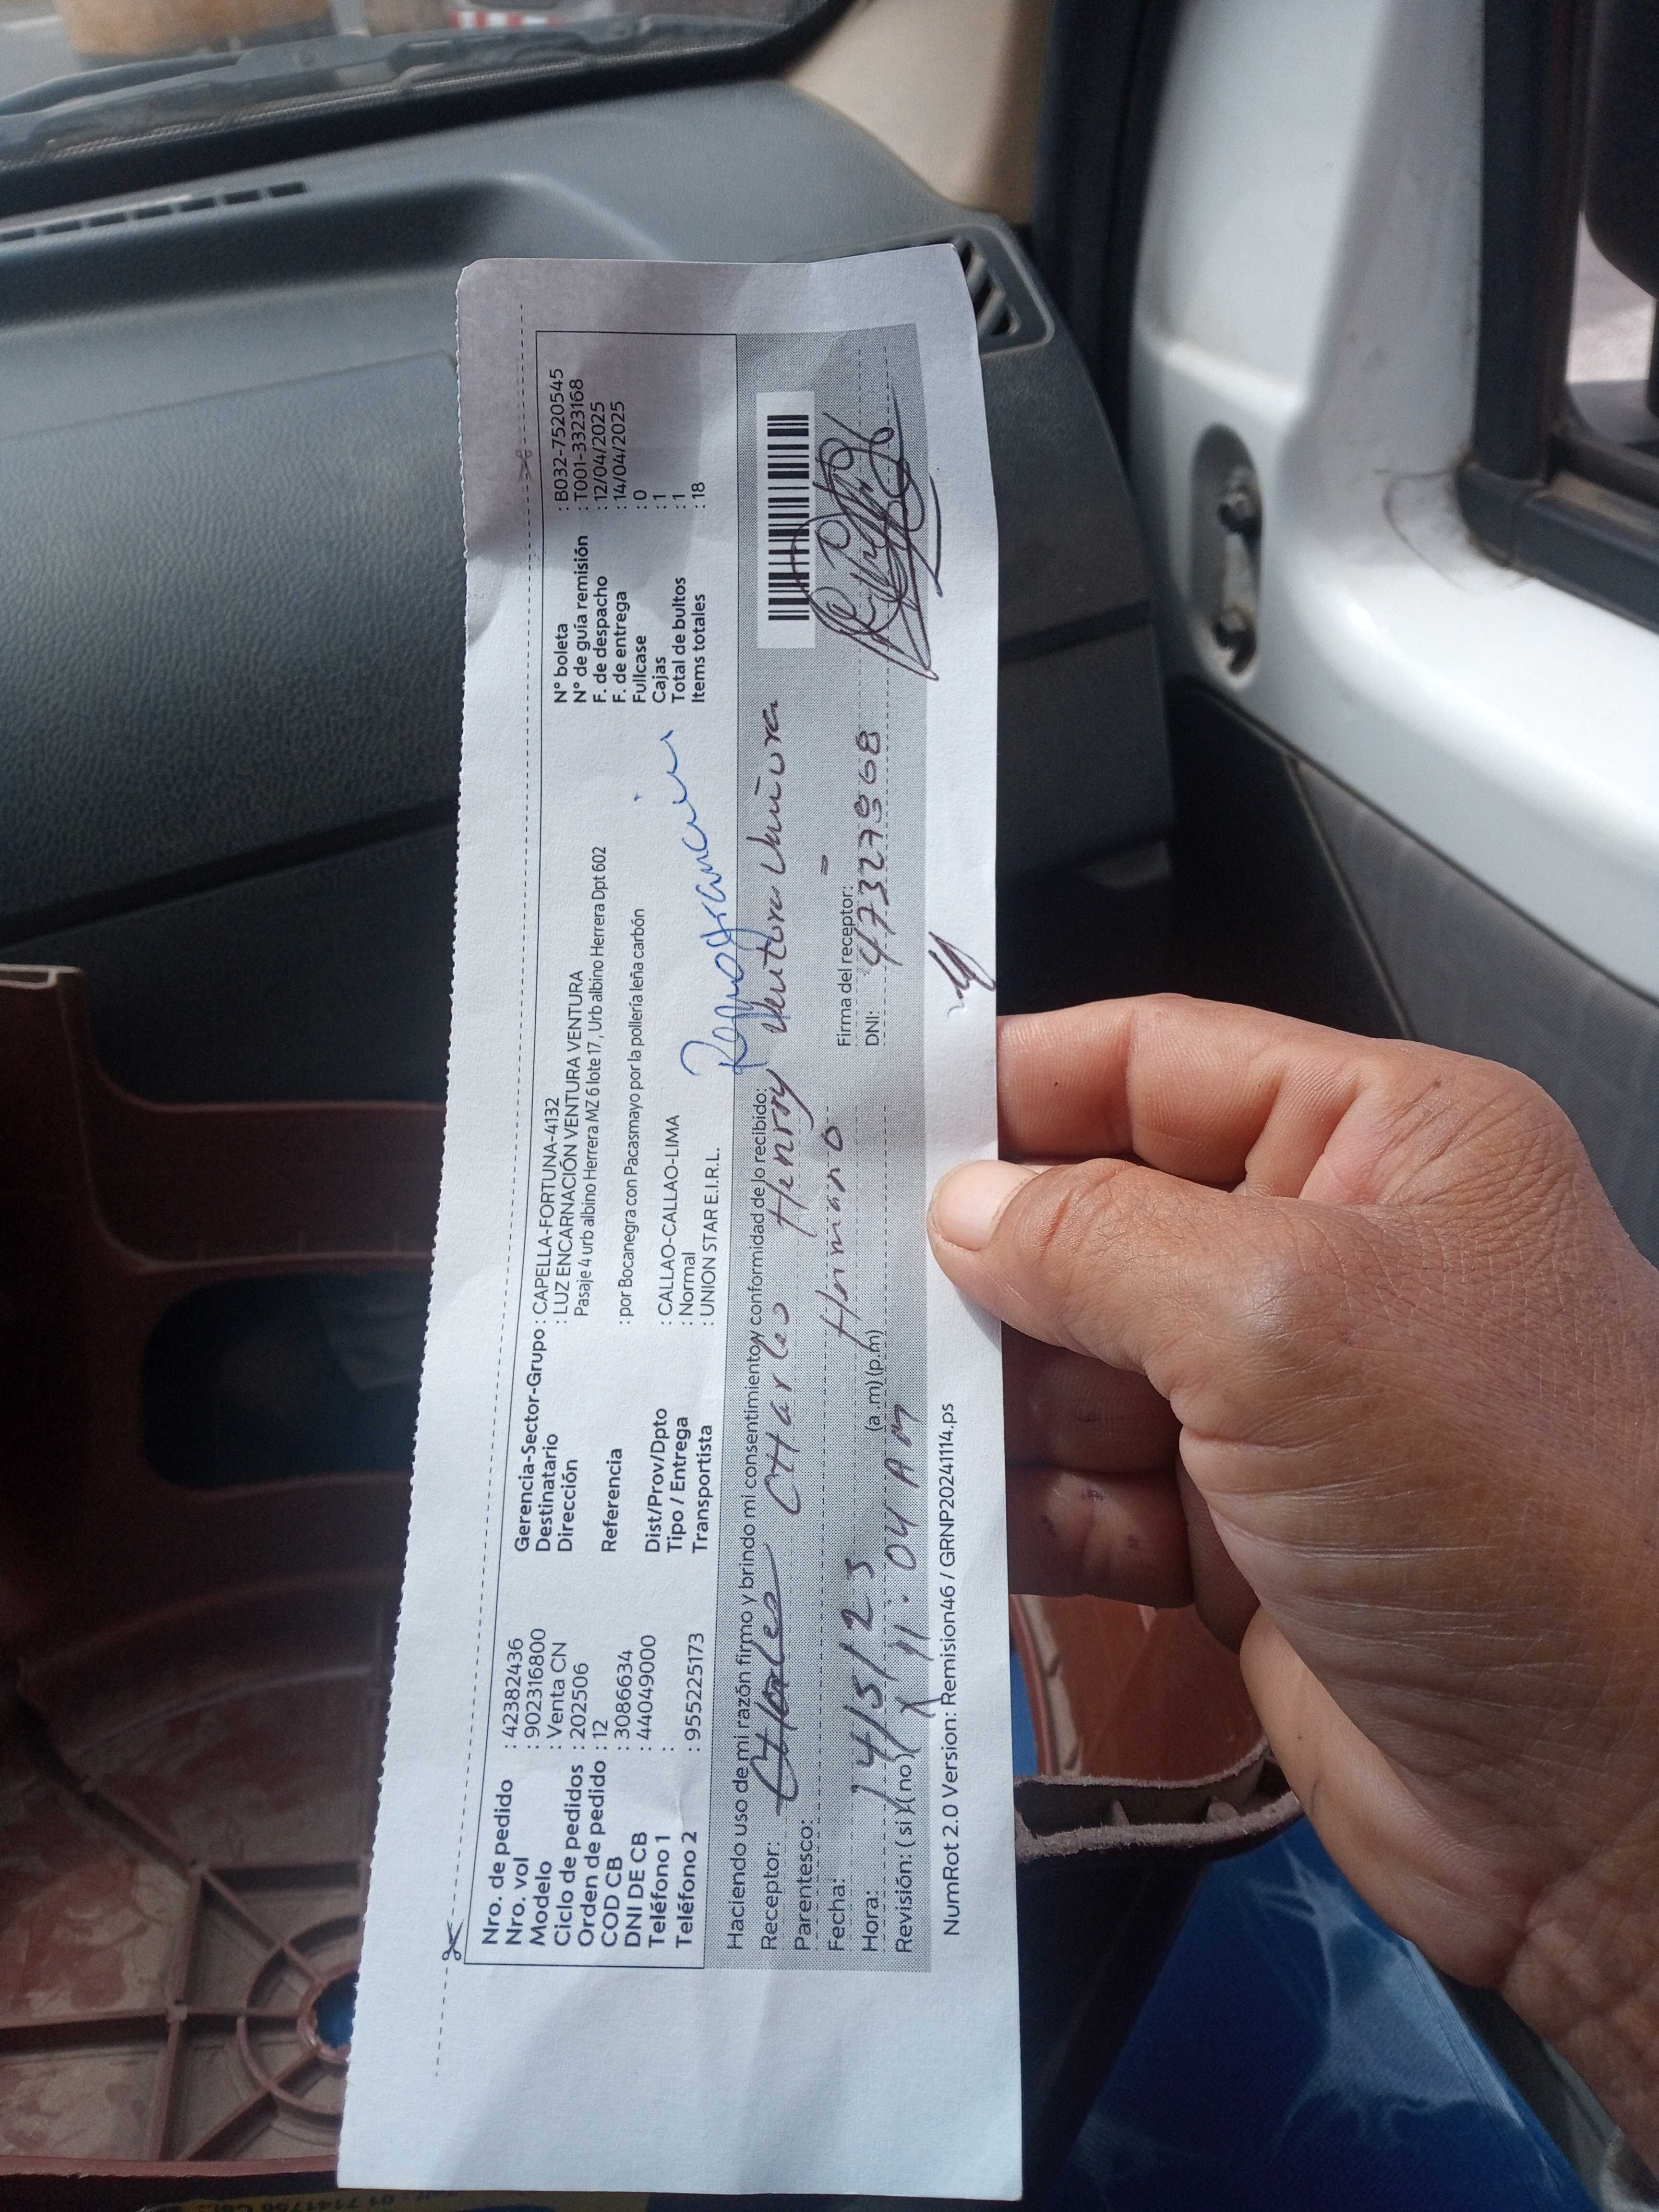 Nro. de pedido : 42382436
Nro. vol : 902316800
Modelo : Venta CN
Ciclo de pedidos : 202506
Orden de pedido : 12
COD CB : 3086634
DNI DE CB : 44049000
Teléfono 1 :
Teléfono 2 : 955225173
Gerencia-Sector-Grupo : CAPELLA-FORTUNA-4132
Destinatario : LUZ ENCARNACIÓN VENTURA VENTURA
Dirección Pasaje 4 urb albino Herrera MZ 6 lote 17, Urb albino Herrera Dpt 602
Referencia : por Bocanegra con Pacasmayo por la pollería leña carbón
Dist/Prov/Dpto : CALLAO-CALLAO-LIMA
Tipo / Entrega : Normal
Transportista : UNION STAR E.I.R.L.
N° boleta : B032-7520545
N° de guía remisión : T001-3323168
F. de despacho : 12/04/2025
F. de entrega : 14/04/2025
Fullcase : 0
Cajas : 1
Total de bultos : 1
Items totales : 18
Haciendo uso de mi razón firmo y brindo mi consentimiento y conformidad de lo recibido:
Receptor: CHarles Henrry Ventura
Parentesco: Hermano
Fecha: 14/5/25
Firma del receptor:
Hora: 11:04 AM (a.m) (p.m)
DNI: 47327968
Revisión: ( si ) ( no ) X
NumRot 2.0 Version: Remision46 / GRNP20241114.ps